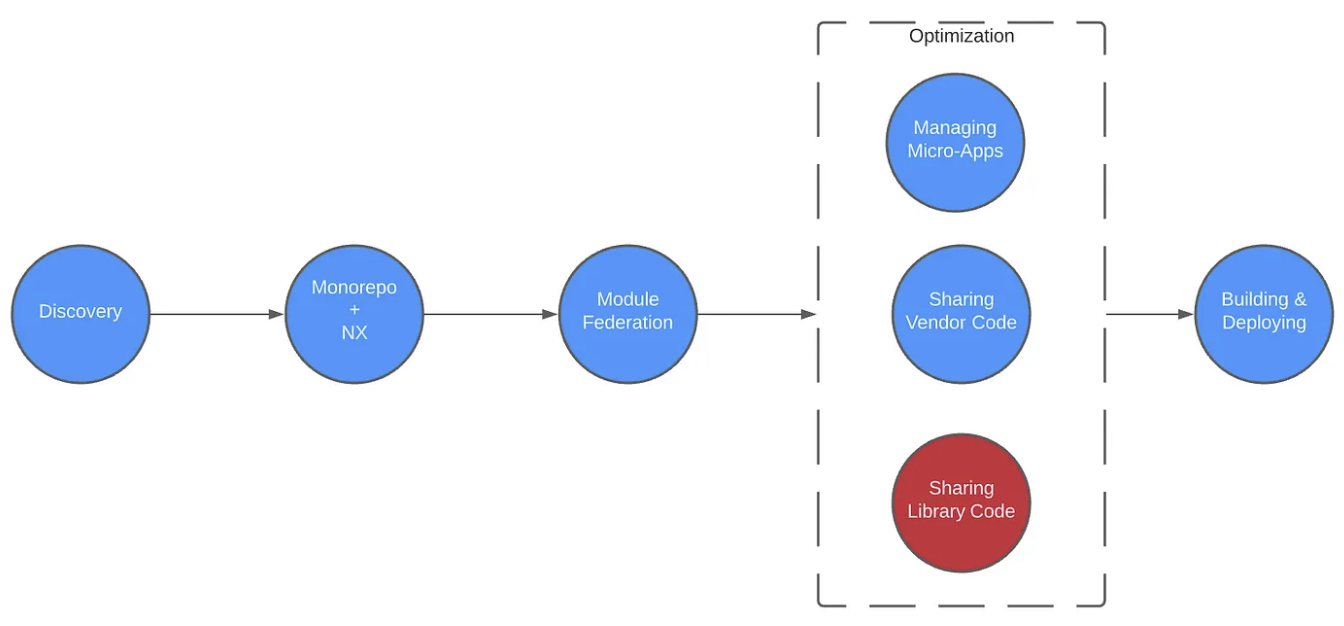 Discovery
Monorepo
+
NX
Module
Federation
Optimization
Managing
Micro-Apps
Sharing
Vendor Code
Sharing
Library Code
Building &
Deploying